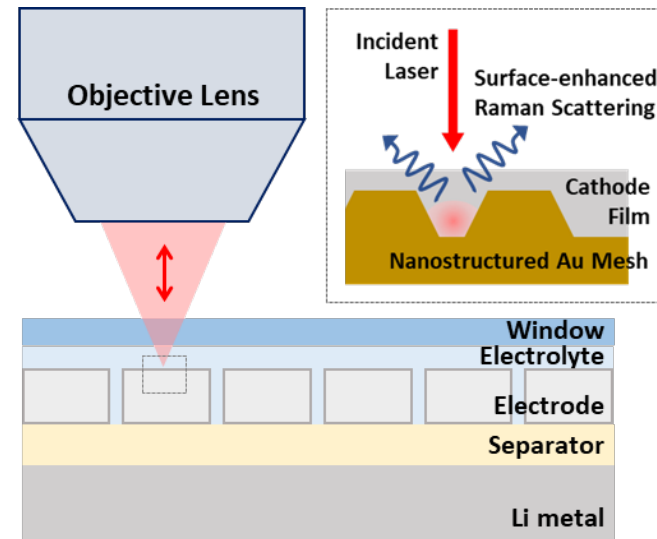 Objective Lens
Incident
Laser
Surface-enhanced
Raman Scattering
Cathode
Film
Nanostructured Au Mesh
Window
Electrolyte
Electrode
Separator
Li metal